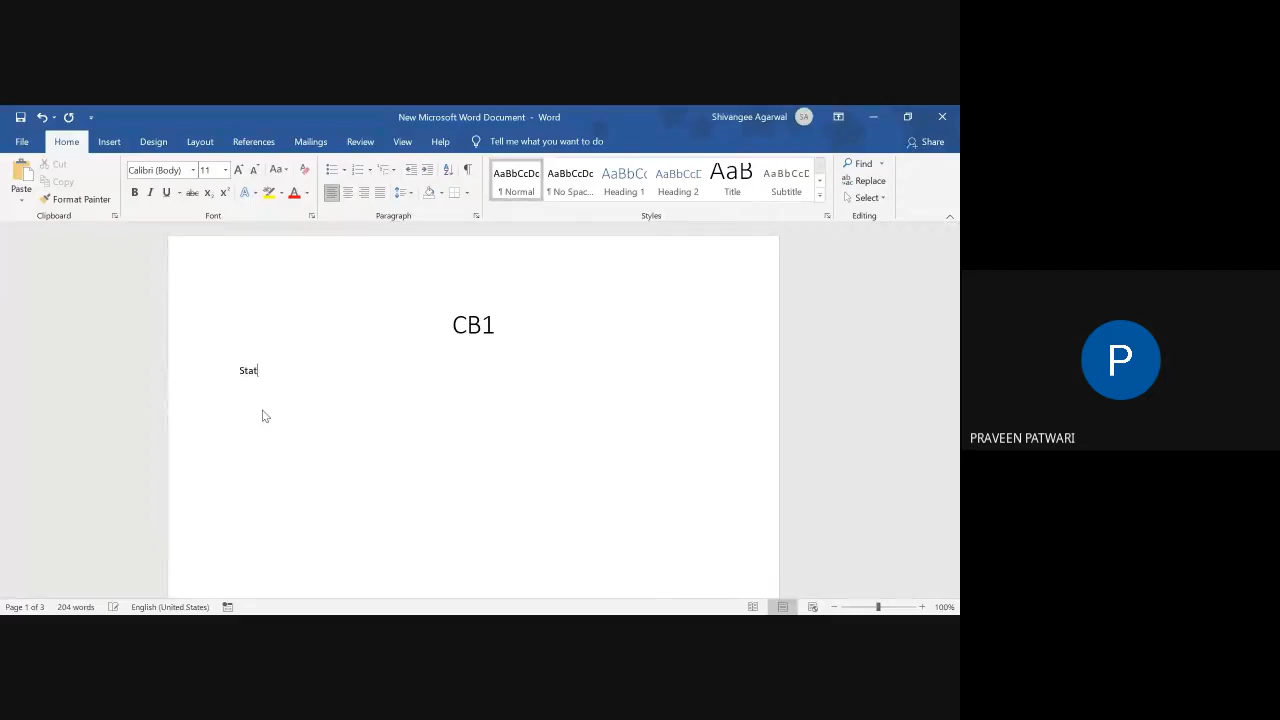 New Microsoft Word Document - Word
Shivangee Agarwal SA
File Home Insert Design Layout References Mailings Review View Help Tell me what you want to do Share
Paste
Cut
Copy
Format Painter
Calibri (Body) 11
AaBbCcDc AaBbCcDc AaBbC( AaBbCcD AaB AaBbCcD
¶ Normal ¶ No Spac... Heading 1 Heading 2 Title Subtitle
Find
Replace
Select
Clipboard Font Paragraph Styles Editing
CB1
Stat
P
PRAVEEN PATWARI
Page 1 of 3 204 words English (United States) 100%